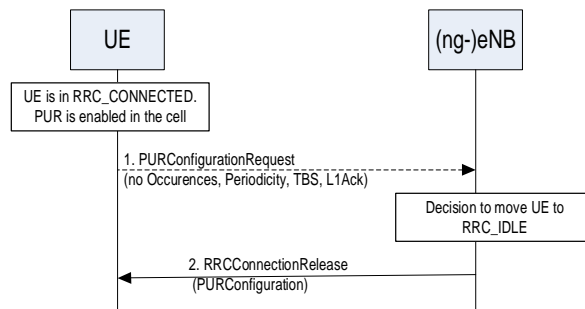 UE
(ng-)eNB
UE is in RRC_CONNECTED.
PUR is enabled in the cell
1. PURConfigurationRequest
(no Occurences, Periodicity, TBS, L1Ack)
Decision to move UE to
RRC_IDLE
2. RRCConnectionRelease
(PURConfiguration)